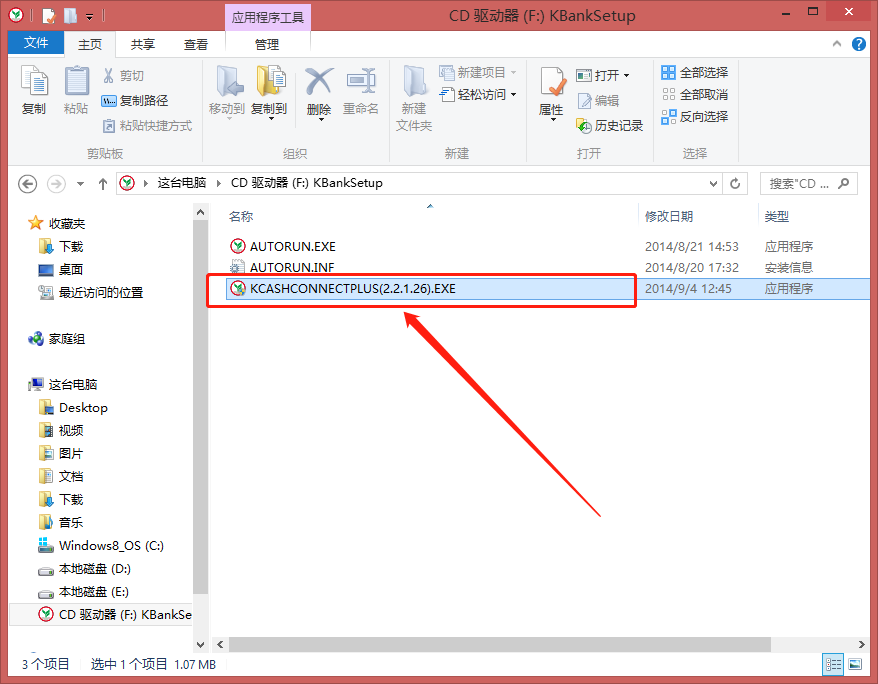 应用程序工具
CD 驱动器 (F:) KBankSetup
文件
主页
共享
查看
管理
复制
粘贴
剪切
复制路径
粘贴快捷方式
剪贴板
移动到
复制到
删除
重命名
组织
新建
文件夹
新建项目
轻松访问
新建
属性
打开
编辑
历史记录
打开
全部选择
全部取消
反向选择
选择
这台电脑
CD 驱动器 (F:) KBankSetup
搜索"CD ...
收藏夹
下载
桌面
最近访问的位置
家庭组
这台电脑
Desktop
视频
图片
文档
下载
音乐
Windows8_OS (C:)
本地磁盘 (D:)
本地磁盘 (E:)
CD 驱动器 (F:) KBankSe
名称
修改日期
类型
AUTORUN.EXE
2014/8/21 14:53
应用程序
AUTORUN.INF
2014/8/20 17:32
安装信息
KCASHCONNECTPLUS(2.2.1.26).EXE
2014/9/4 12:45
应用程序
3 个项目
选中 1 个项目 1.07 MB